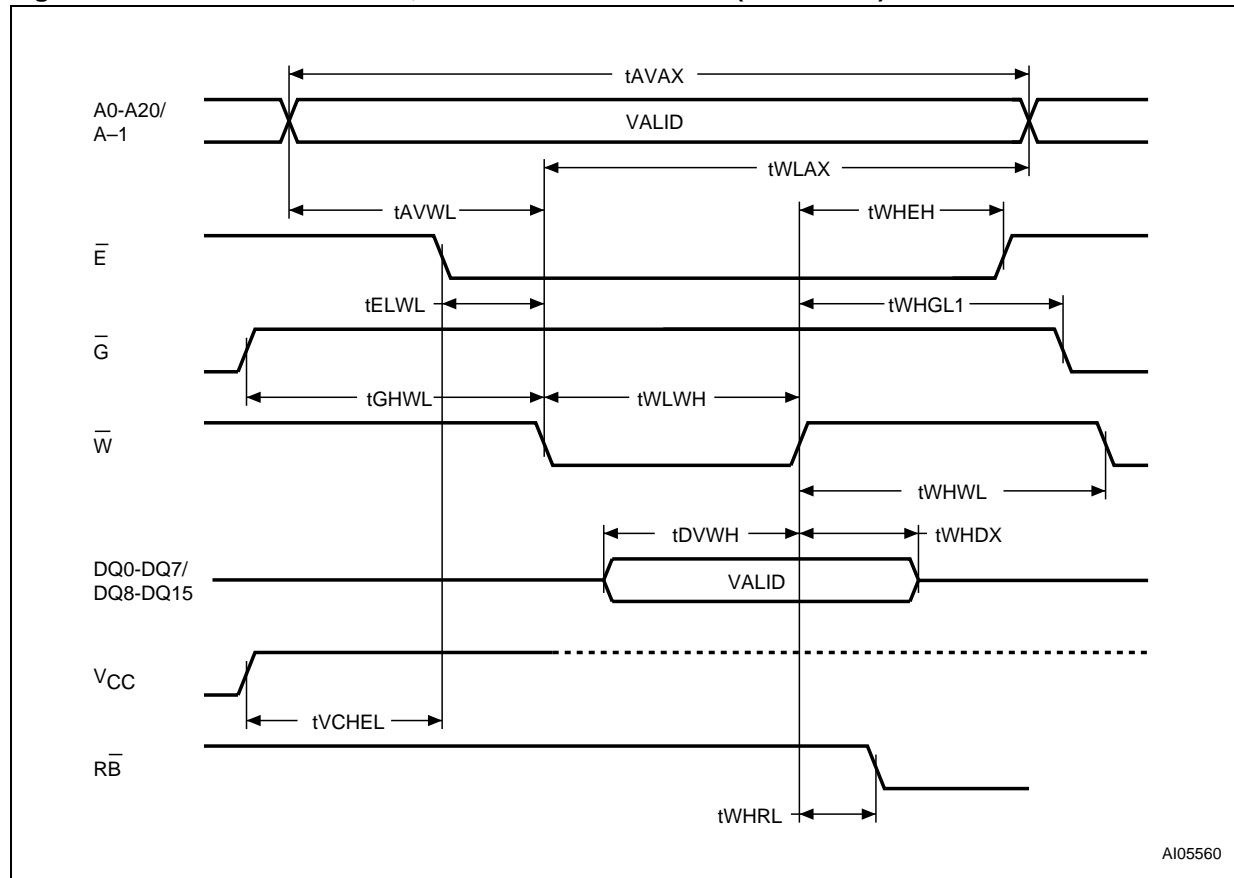 tAVAX
A0-A20/
A–1
VALID
tWLAX
tAVWL
tWHEH
E̅
tELWL
tWHGL1
G̅
tGHWL
tWLWH
W̅
tWHWL
tDVWH
tWHDX
DQ0-DQ7/
DQ8-DQ15
VALID
VCC
tVCHEL
RB̅
tWHRL
AI05560